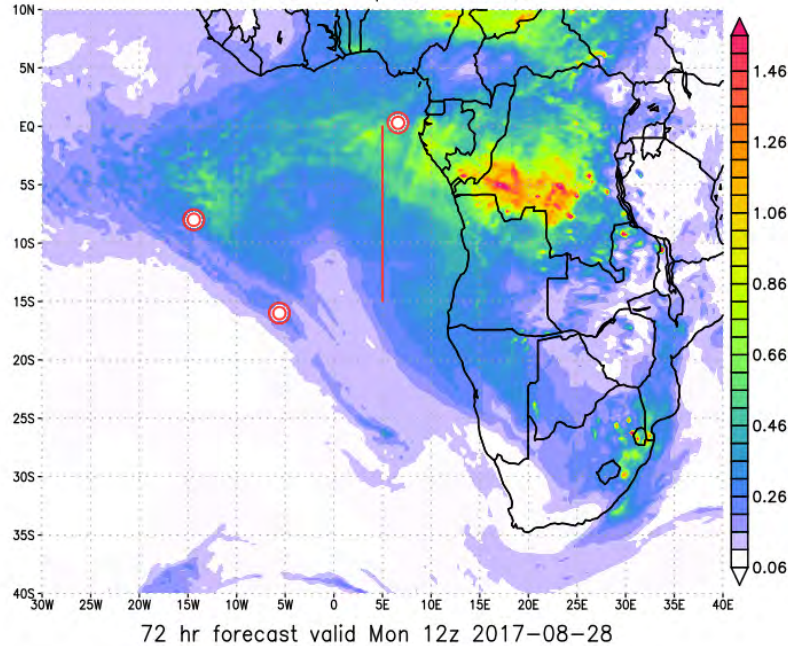 10N
5N
EQ
5S
10S
15S
20S
25S
30S
35S
40S
30W 25W 20W 15W 10W 5W 0 5E 10E 15E 20E 25E 30E 35E 40E
1.46
1.26
1.06
0.86
0.66
0.46
0.26
0.06
72 hr forecast valid Mon 12z 2017-08-28